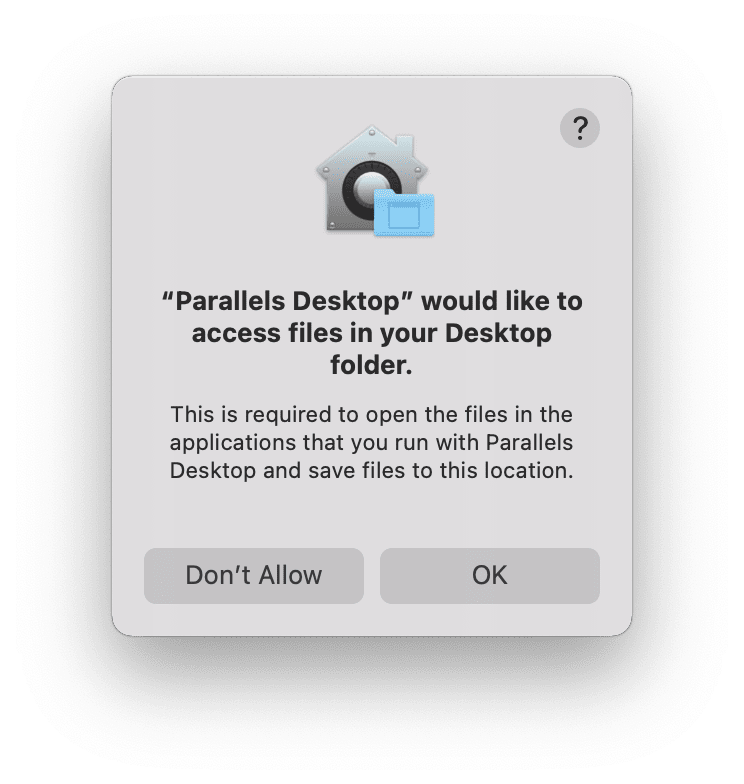 ?
“Parallels Desktop” would like to
access files in your Desktop
folder.
This is required to open the files in the
applications that you run with Parallels
Desktop and save files to this location.
Don’t Allow
OK